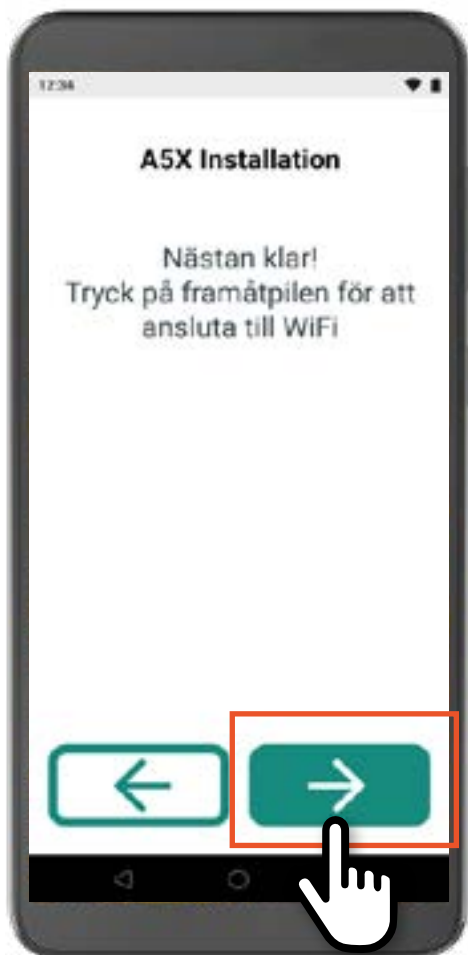 12:34
A5X Installation
Nästan klar!
Tryck på framåtpilen för att
ansluta till WiFi